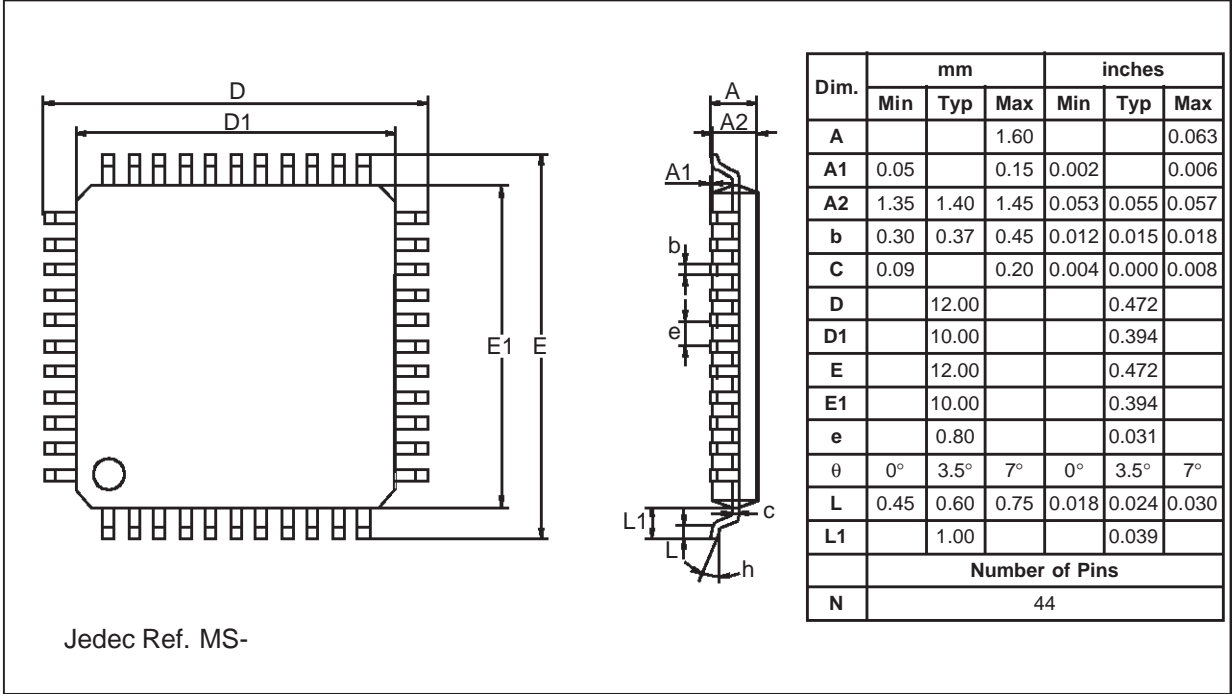 D
D1
E1 E
A
A2
A1
b
e
L1
L
c
h
Dim. mm inches
Min Typ Max Min Typ Max
A 1.60 0.063
A1 0.05 0.15 0.002 0.006
A2 1.35 1.40 1.45 0.053 0.055 0.057
b 0.30 0.37 0.45 0.012 0.015 0.018
C 0.09 0.20 0.004 0.000 0.008
D 12.00 0.472
D1 10.00 0.394
E 12.00 0.472
E1 10.00 0.394
e 0.80 0.031
θ 0° 3.5° 7° 0° 3.5° 7°
L 0.45 0.60 0.75 0.018 0.024 0.030
L1 1.00 0.039
Number of Pins
N 44
Jedec Ref. MS-